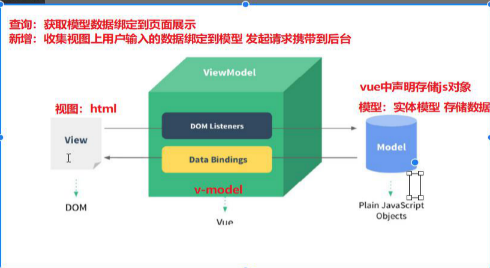 查询：获取模型数据绑定到页面展示
新增：收集视图上用户输入的数据绑定到模型 发起请求携带到后台
ViewModel
vue中声明存储js对象
视图：html
模型：实体模型 存储数据
DOM Listeners
View
Model
Data Bindings
v-model
DOM
Vue
Plain JavaScript
Objects